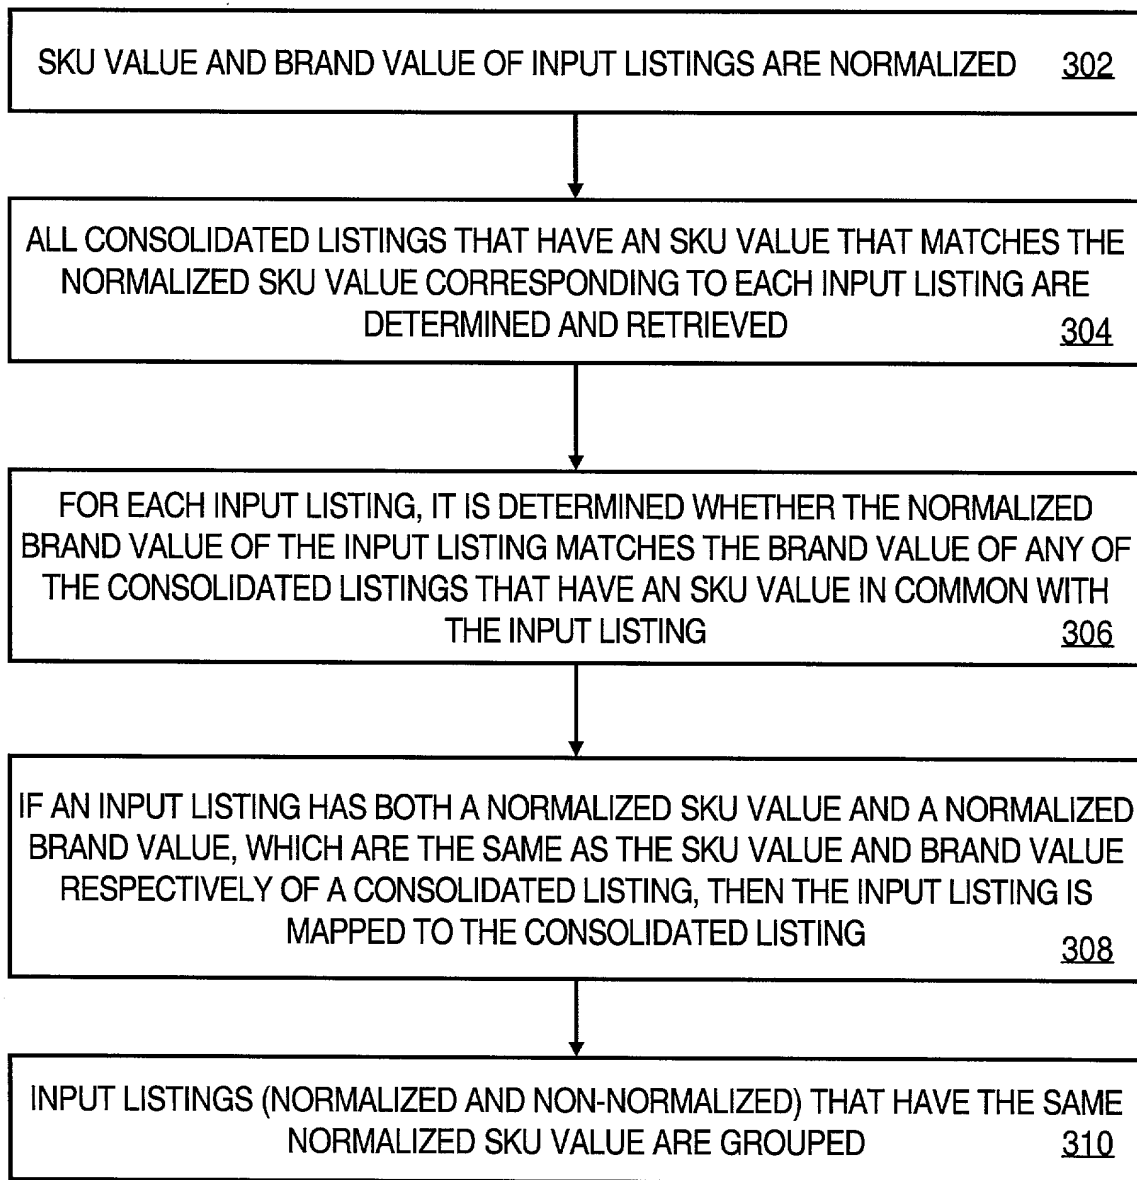 SKU VALUE AND BRAND VALUE OF INPUT LISTINGS ARE NORMALIZED 302
ALL CONSOLIDATED LISTINGS THAT HAVE AN SKU VALUE THAT MATCHES THE
NORMALIZED SKU VALUE CORRESPONDING TO EACH INPUT LISTING ARE
DETERMINED AND RETRIEVED 304
FOR EACH INPUT LISTING, IT IS DETERMINED WHETHER THE NORMALIZED
BRAND VALUE OF THE INPUT LISTING MATCHES THE BRAND VALUE OF ANY OF
THE CONSOLIDATED LISTINGS THAT HAVE AN SKU VALUE IN COMMON WITH
THE INPUT LISTING 306
IF AN INPUT LISTING HAS BOTH A NORMALIZED SKU VALUE AND A NORMALIZED
BRAND VALUE, WHICH ARE THE SAME AS THE SKU VALUE AND BRAND VALUE
RESPECTIVELY OF A CONSOLIDATED LISTING, THEN THE INPUT LISTING IS
MAPPED TO THE CONSOLIDATED LISTING 308
INPUT LISTINGS (NORMALIZED AND NON-NORMALIZED) THAT HAVE THE SAME
NORMALIZED SKU VALUE ARE GROUPED 310